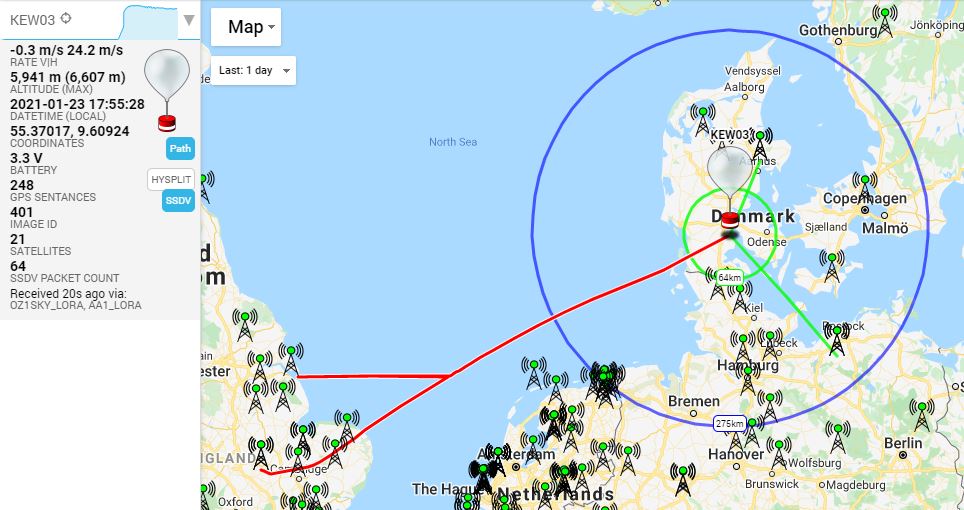 KEW03
-0.3 m/s 24.2 m/s
RATE V|H
5,941 m (6,607 m)
ALTITUDE (MAX)
2021-01-23 17:55:28
DATETIME (LOCAL)
55.37017, 9.60924
COORDINATES
3.3 V
BATTERY
248
GPS SENTANCES
401
IMAGE ID
21
SATELLITES
64
SSDV PACKET COUNT
Received 20s ago via:
OZ1SKY_LORA, AA1_LORA
Path
HYSPLIT
SSDV
Map
Last: 1 day
Gothenburg
Jönköping
Vendsyssel
Aalborg
North Sea
KEW03
Aarhus
Copenhagen
Denmark
Malmö
Sjælland
Odense
64km
Kiel
Rostock
Lübeck
Hamburg
Bremen
275km
Berlin
Hanover
Wolfsburg
Brunswick
Magdeburg
Amsterdam
The Hague
Netherlands
ain
ester
d
om
NGLAND
Cambridge
Oxford